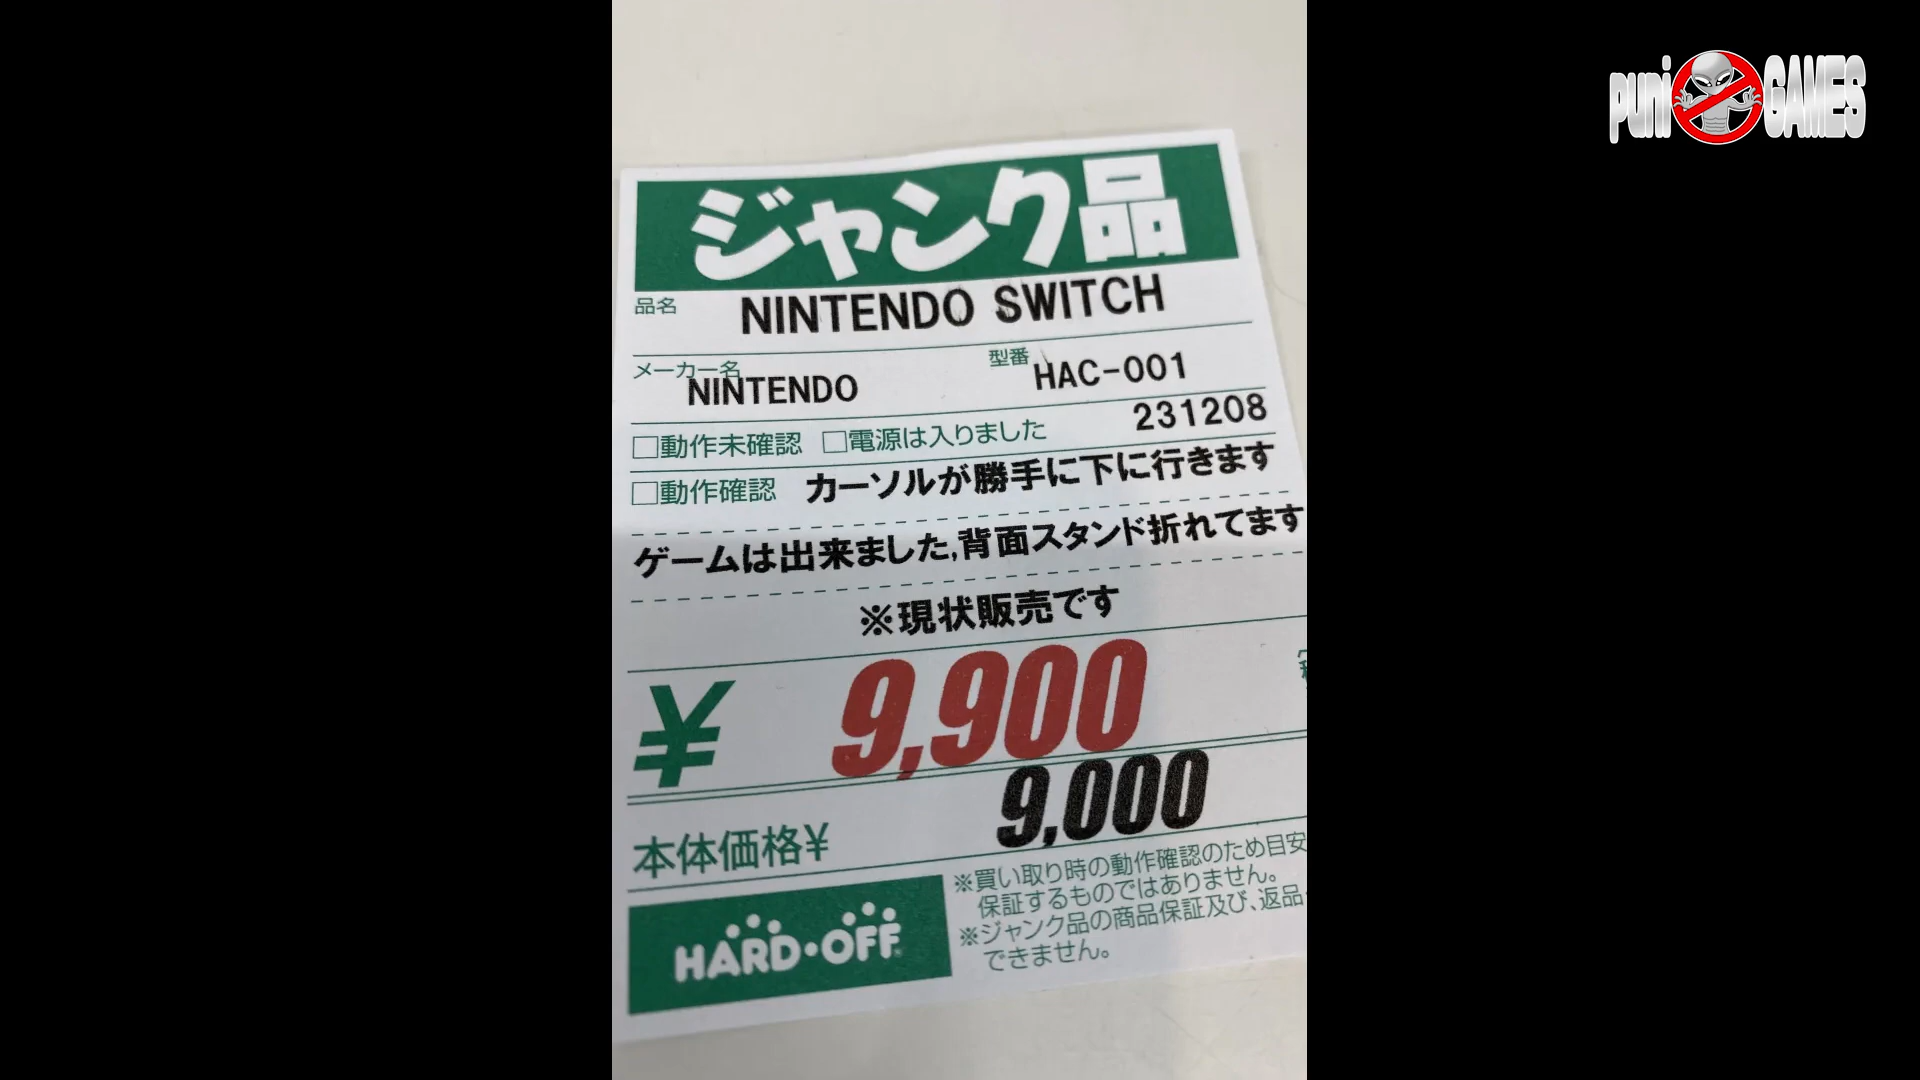 puni GAMES
ジャンク品
品名 NINTENDO SWITCH
メーカー名 NINTENDO 型番 HAC-001
231208
□動作未確認 □電源は入りました
□動作確認 カーソルが勝手に下に行きます
ゲームは出来ました,背面スタンド折れてます
※現状販売です
¥ 9,900
本体価格¥ 9,000
HARD・OFF
※買い取り時の動作確認のため目安
保証するものではありません。
※ジャンク品の商品保証及び、返品
できません。